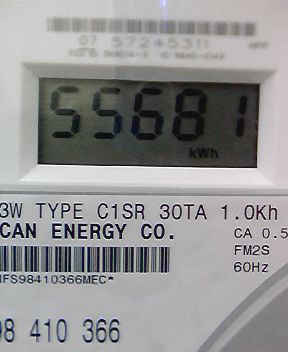 07 57245311
55681
kWh
3W TYPE C1SR 30TA 1.0Kh
CAN ENERGY CO.
CA 0.5
FM2S
60Hz
IFS98410366MEC*
98 410 366